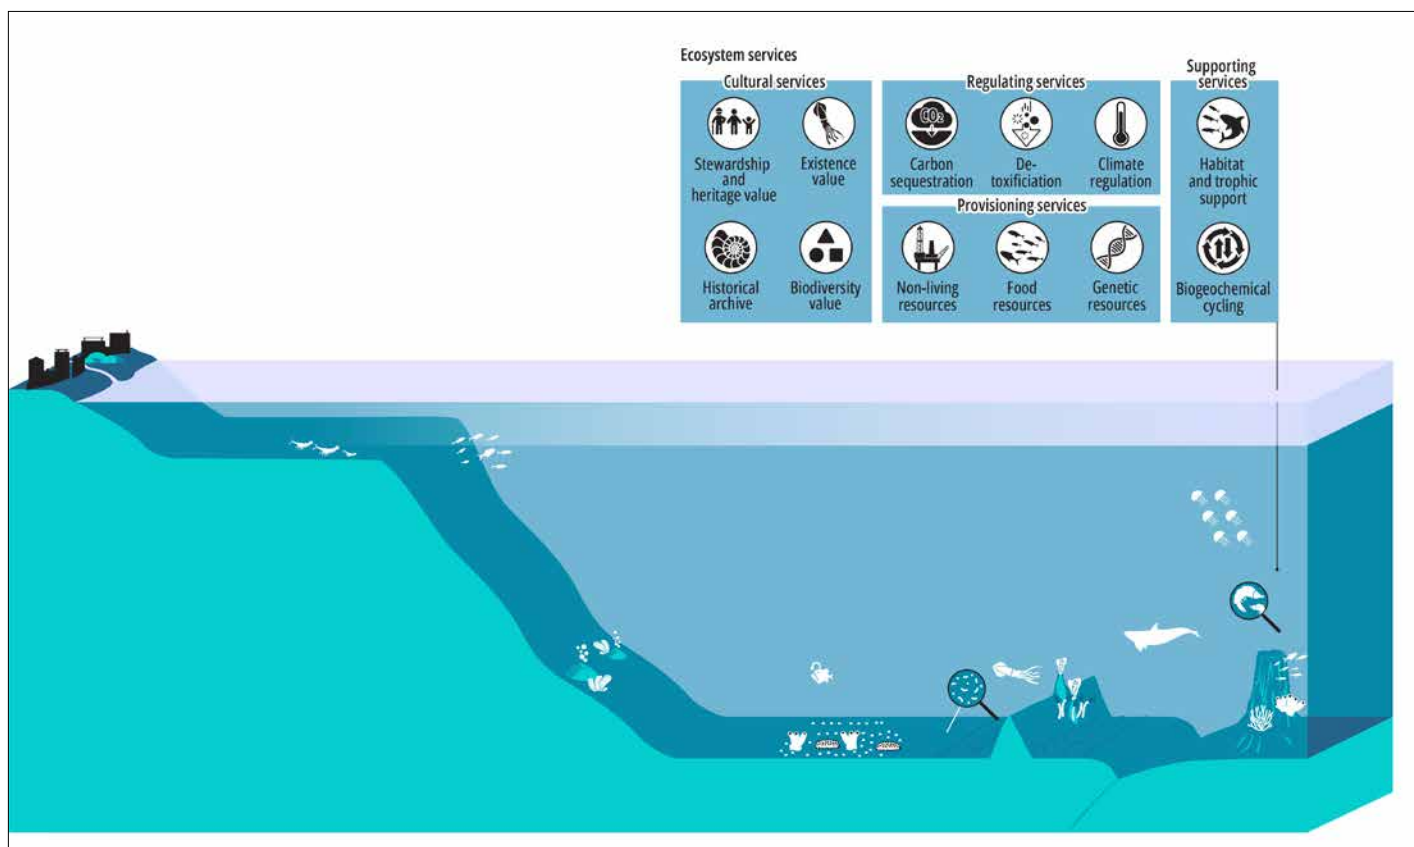 Ecosystem services
Cultural services
Stewardship
and
heritage value
Existence
value
Historical
archive
Biodiversity
value
Regulating services
CO₂
Carbon
sequestration
De-
toxificiation
Climate
regulation
Provisioning services
Non-living
resources
Food
resources
Genetic
resources
Supporting
services
Habitat
and trophic
support
Biogeochemical
cycling